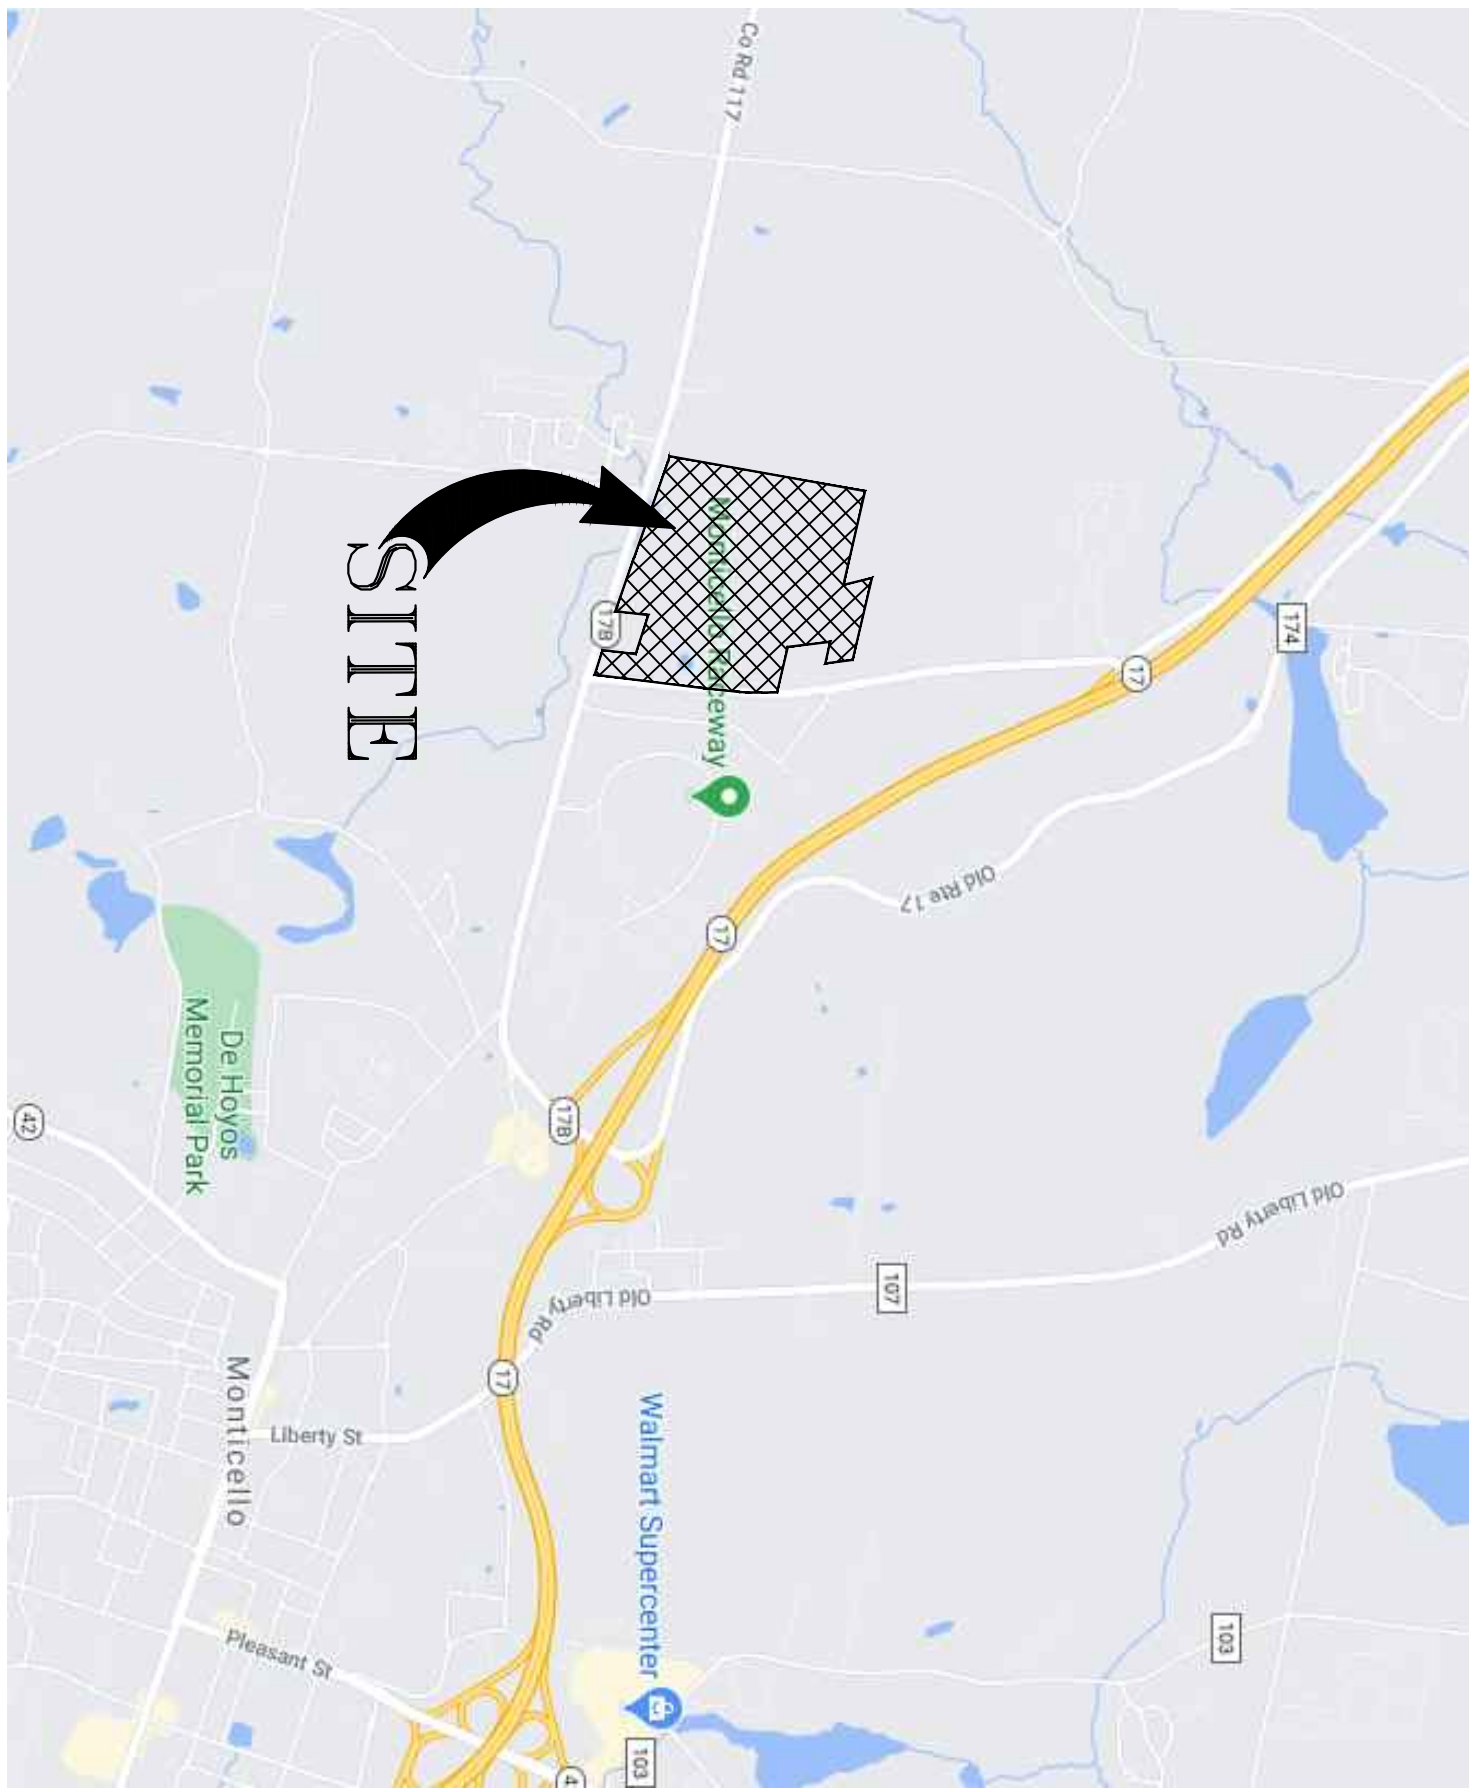 174
Old Liberty Rd
103
17
Old Rte 17
107
Co Rd 117
Monticello Raceway
17
Walmart Supercenter
103
Old Liberty Rd
17B
17B
4
17
SITE
Liberty St
Pleasant St
De Hoyos
Memorial Park
Monticello
42